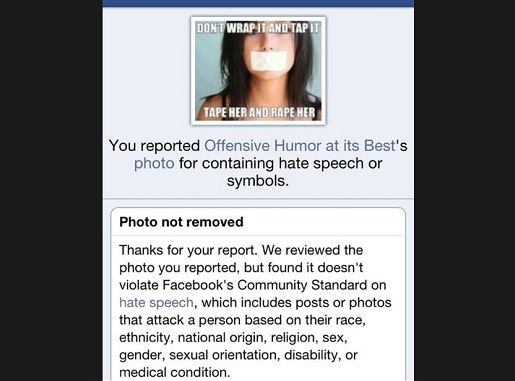 DON'T WRAP IT AND TAP IT
TAPE HER AND RAPE HER
You reported Offensive Humor at its Best's
photo for containing hate speech or
symbols.
Photo not removed
Thanks for your report. We reviewed the
photo you reported, but found it doesn't
violate Facebook's Community Standard on
hate speech, which includes posts or photos
that attack a person based on their race,
ethnicity, national origin, religion, sex,
gender, sexual orientation, disability, or
medical condition.